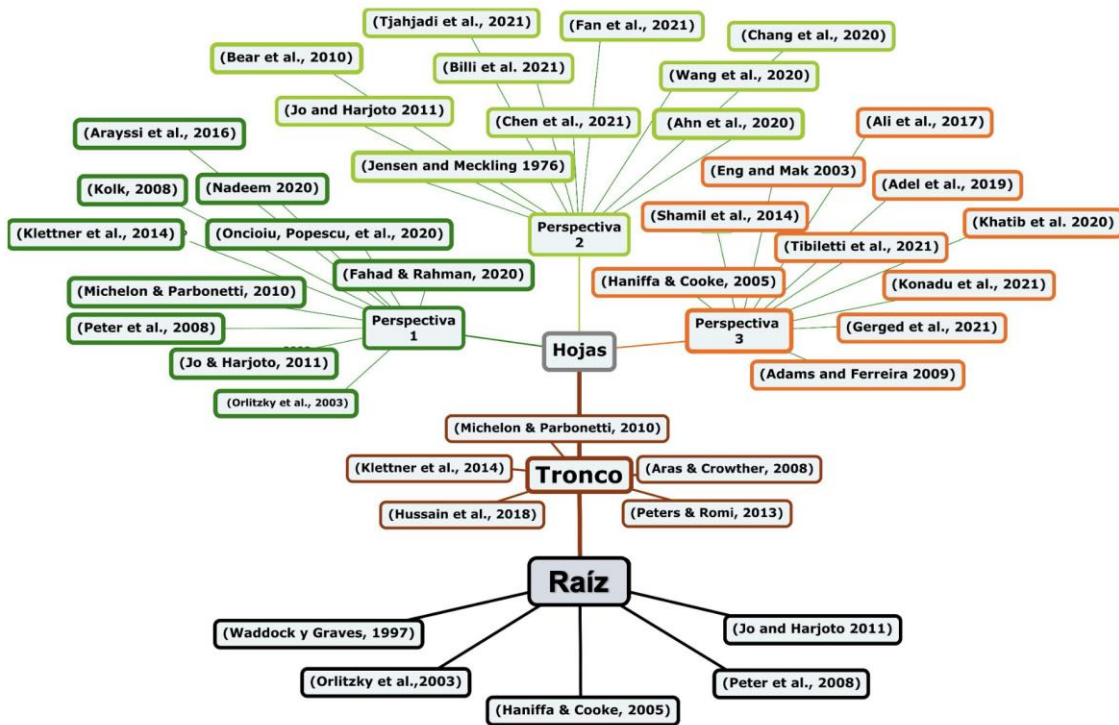 (Tjahjadi et al., 2021)
(Fan et al., 2021)
(Chang et al., 2020)
(Bear et al., 2010)
(Billi et al. 2021)
(Wang et al., 2020)
(Jo and Harjoto 2011)
(Chen et al., 2021)
(Ahn et al., 2020)
(Jensen and Meckling 1976)
Perspectiva
2
(Arayssi et al., 2016)
(Kolk, 2008)
(Nadeem 2020)
(Klettner et al., 2014)
(Oncioiu, Popescu, et al., 2020)
(Fahad & Rahman, 2020)
(Michelon & Parbonetti, 2010)
(Peter et al., 2008)
Perspectiva
1
(Jo & Harjoto, 2011)
(Orlitzky et al., 2003)
(Ali et al., 2017)
(Eng and Mak 2003)
(Adel et al., 2019)
(Shamil et al., 2014)
(Khatib et al. 2020)
(Tibiletti et al., 2021)
(Haniffa & Cooke, 2005)
(Konadu et al., 2021)
Perspectiva
3
(Gerged et al., 2021)
(Adams and Ferreira 2009)
Hojas
(Michelon & Parbonetti, 2010)
(Klettner et al., 2014)
Tronco
(Aras & Crowther, 2008)
(Hussain et al., 2018)
(Peters & Romi, 2013)
Raíz
(Waddock y Graves, 1997)
(Jo and Harjoto 2011)
(Orlitzky et al.,2003)
(Peter et al., 2008)
(Haniffa & Cooke, 2005)